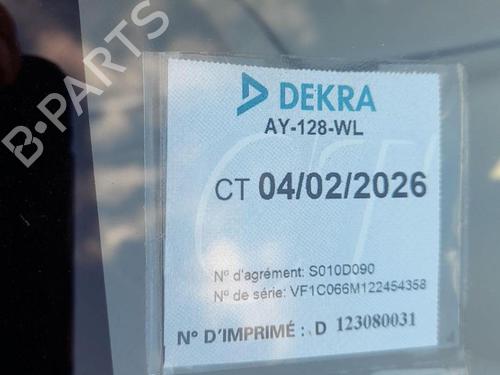 B-PARTS
DEKRA
AY-128-WL
CT 04/02/2026
N° d'agrément: S010D090
N° de série: VF1C066M122454358
N° D'IMPRIMÉ : D 123080031